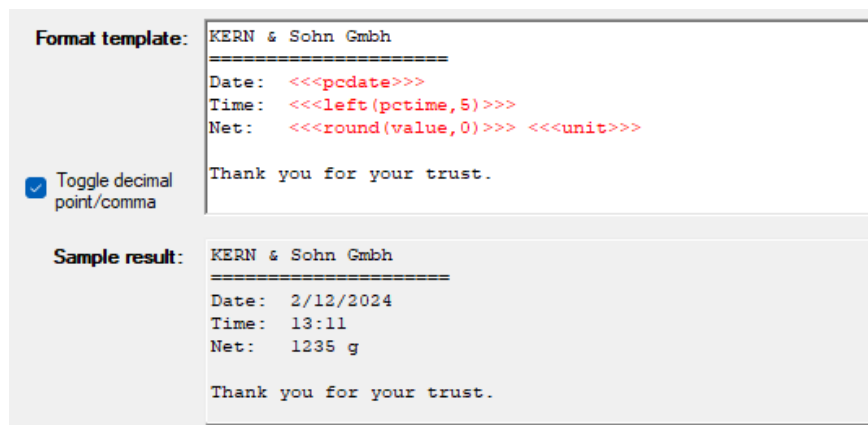 Format template:
KERN & Sohn Gmbh
=====================
Date:  <<<pcdate>>>
Time:  <<<left(pctime,5)>>>
Net:   <<<round(value,0)>>> <<<unit>>>
Thank you for your trust.
Toggle decimal
point/comma
Sample result:
KERN & Sohn Gmbh
=====================
Date:  2/12/2024
Time:  13:11
Net:   1235 g
Thank you for your trust.